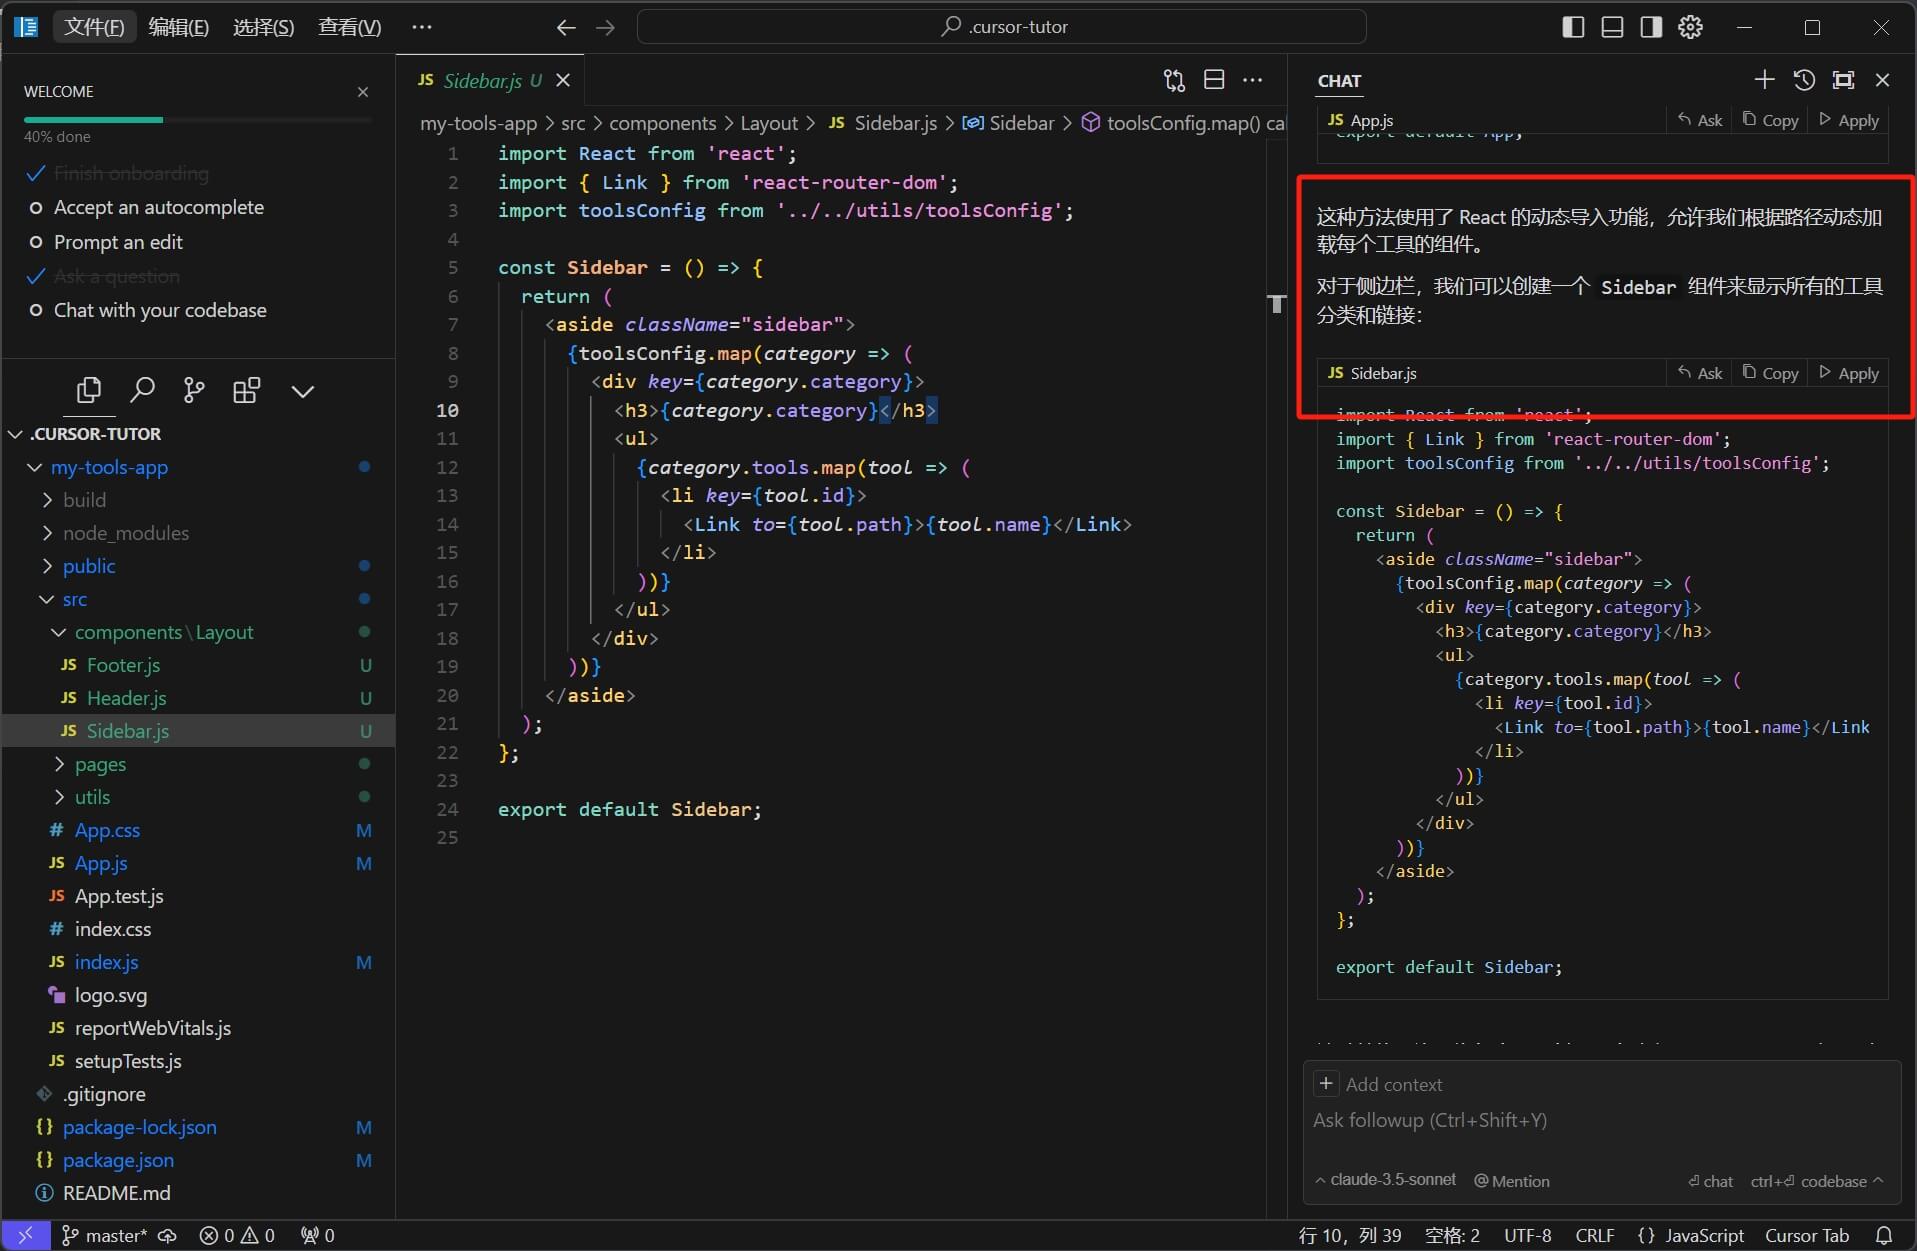 文件(F) 编辑(E) 选择(S) 查看(V) ··· .cursor-tutor
WELCOME
40% done
Finish onboarding
Accept an autocomplete
Prompt an edit
Ask a question
Chat with your codebase
.CURSOR-TUTOR
my-tools-app
build
node_modules
public
src
components\Layout
JS Footer.js U
JS Header.js U
JS Sidebar.js U
pages
utils
# App.css M
JS App.js M
JS App.test.js
# index.css
JS index.js M
logo.svg
JS reportWebVitals.js
JS setupTests.js
.gitignore
{} package-lock.json M
{} package.json M
README.md
JS Sidebar.js U
my-tools-app > src > components > Layout > JS Sidebar.js > Sidebar > toolsConfig.map() cal
1 import React from 'react';
2 import { Link } from 'react-router-dom';
3 import toolsConfig from '../../utils/toolsConfig';
4
5 const Sidebar = () => {
6 return (
7 <aside className="sidebar">
8 {toolsConfig.map(category => (
9 <div key={category.category}>
10 <h3>{category.category}</h3>
11 <ul>
12 {category.tools.map(tool => (
13 <li key={tool.id}>
14 <Link to={tool.path}>{tool.name}</Link>
15 </li>
16 ))}
17 </ul>
18 </div>
19 ))}
20 </aside>
21 );
22 };
23
24 export default Sidebar;
25
CHAT
JS App.js Ask Copy Apply
export default App;
这种方法使用了 React 的动态导入功能，允许我们根据路径动态加
载每个工具的组件。
对于侧边栏，我们可以创建一个 Sidebar 组件来显示所有的工具
分类和链接：
JS Sidebar.js Ask Copy Apply
import React from 'react';
import { Link } from 'react-router-dom';
import toolsConfig from '../../utils/toolsConfig';
const Sidebar = () => {
return (
<aside className="sidebar">
{toolsConfig.map(category => (
<div key={category.category}>
<h3>{category.category}</h3>
<ul>
{category.tools.map(tool => (
<li key={tool.id}>
<Link to={tool.path}>{tool.name}</Link
</li>
))}
</ul>
</div>
))}
</aside>
);
};
export default Sidebar;
+ Add context
Ask followup (Ctrl+Shift+Y)
claude-3.5-sonnet @ Mention ⏎ chat ctrl+⏎ codebase
master* 0 0 0 行 10，列 39 空格: 2 UTF-8 CRLF {} JavaScript Cursor Tab